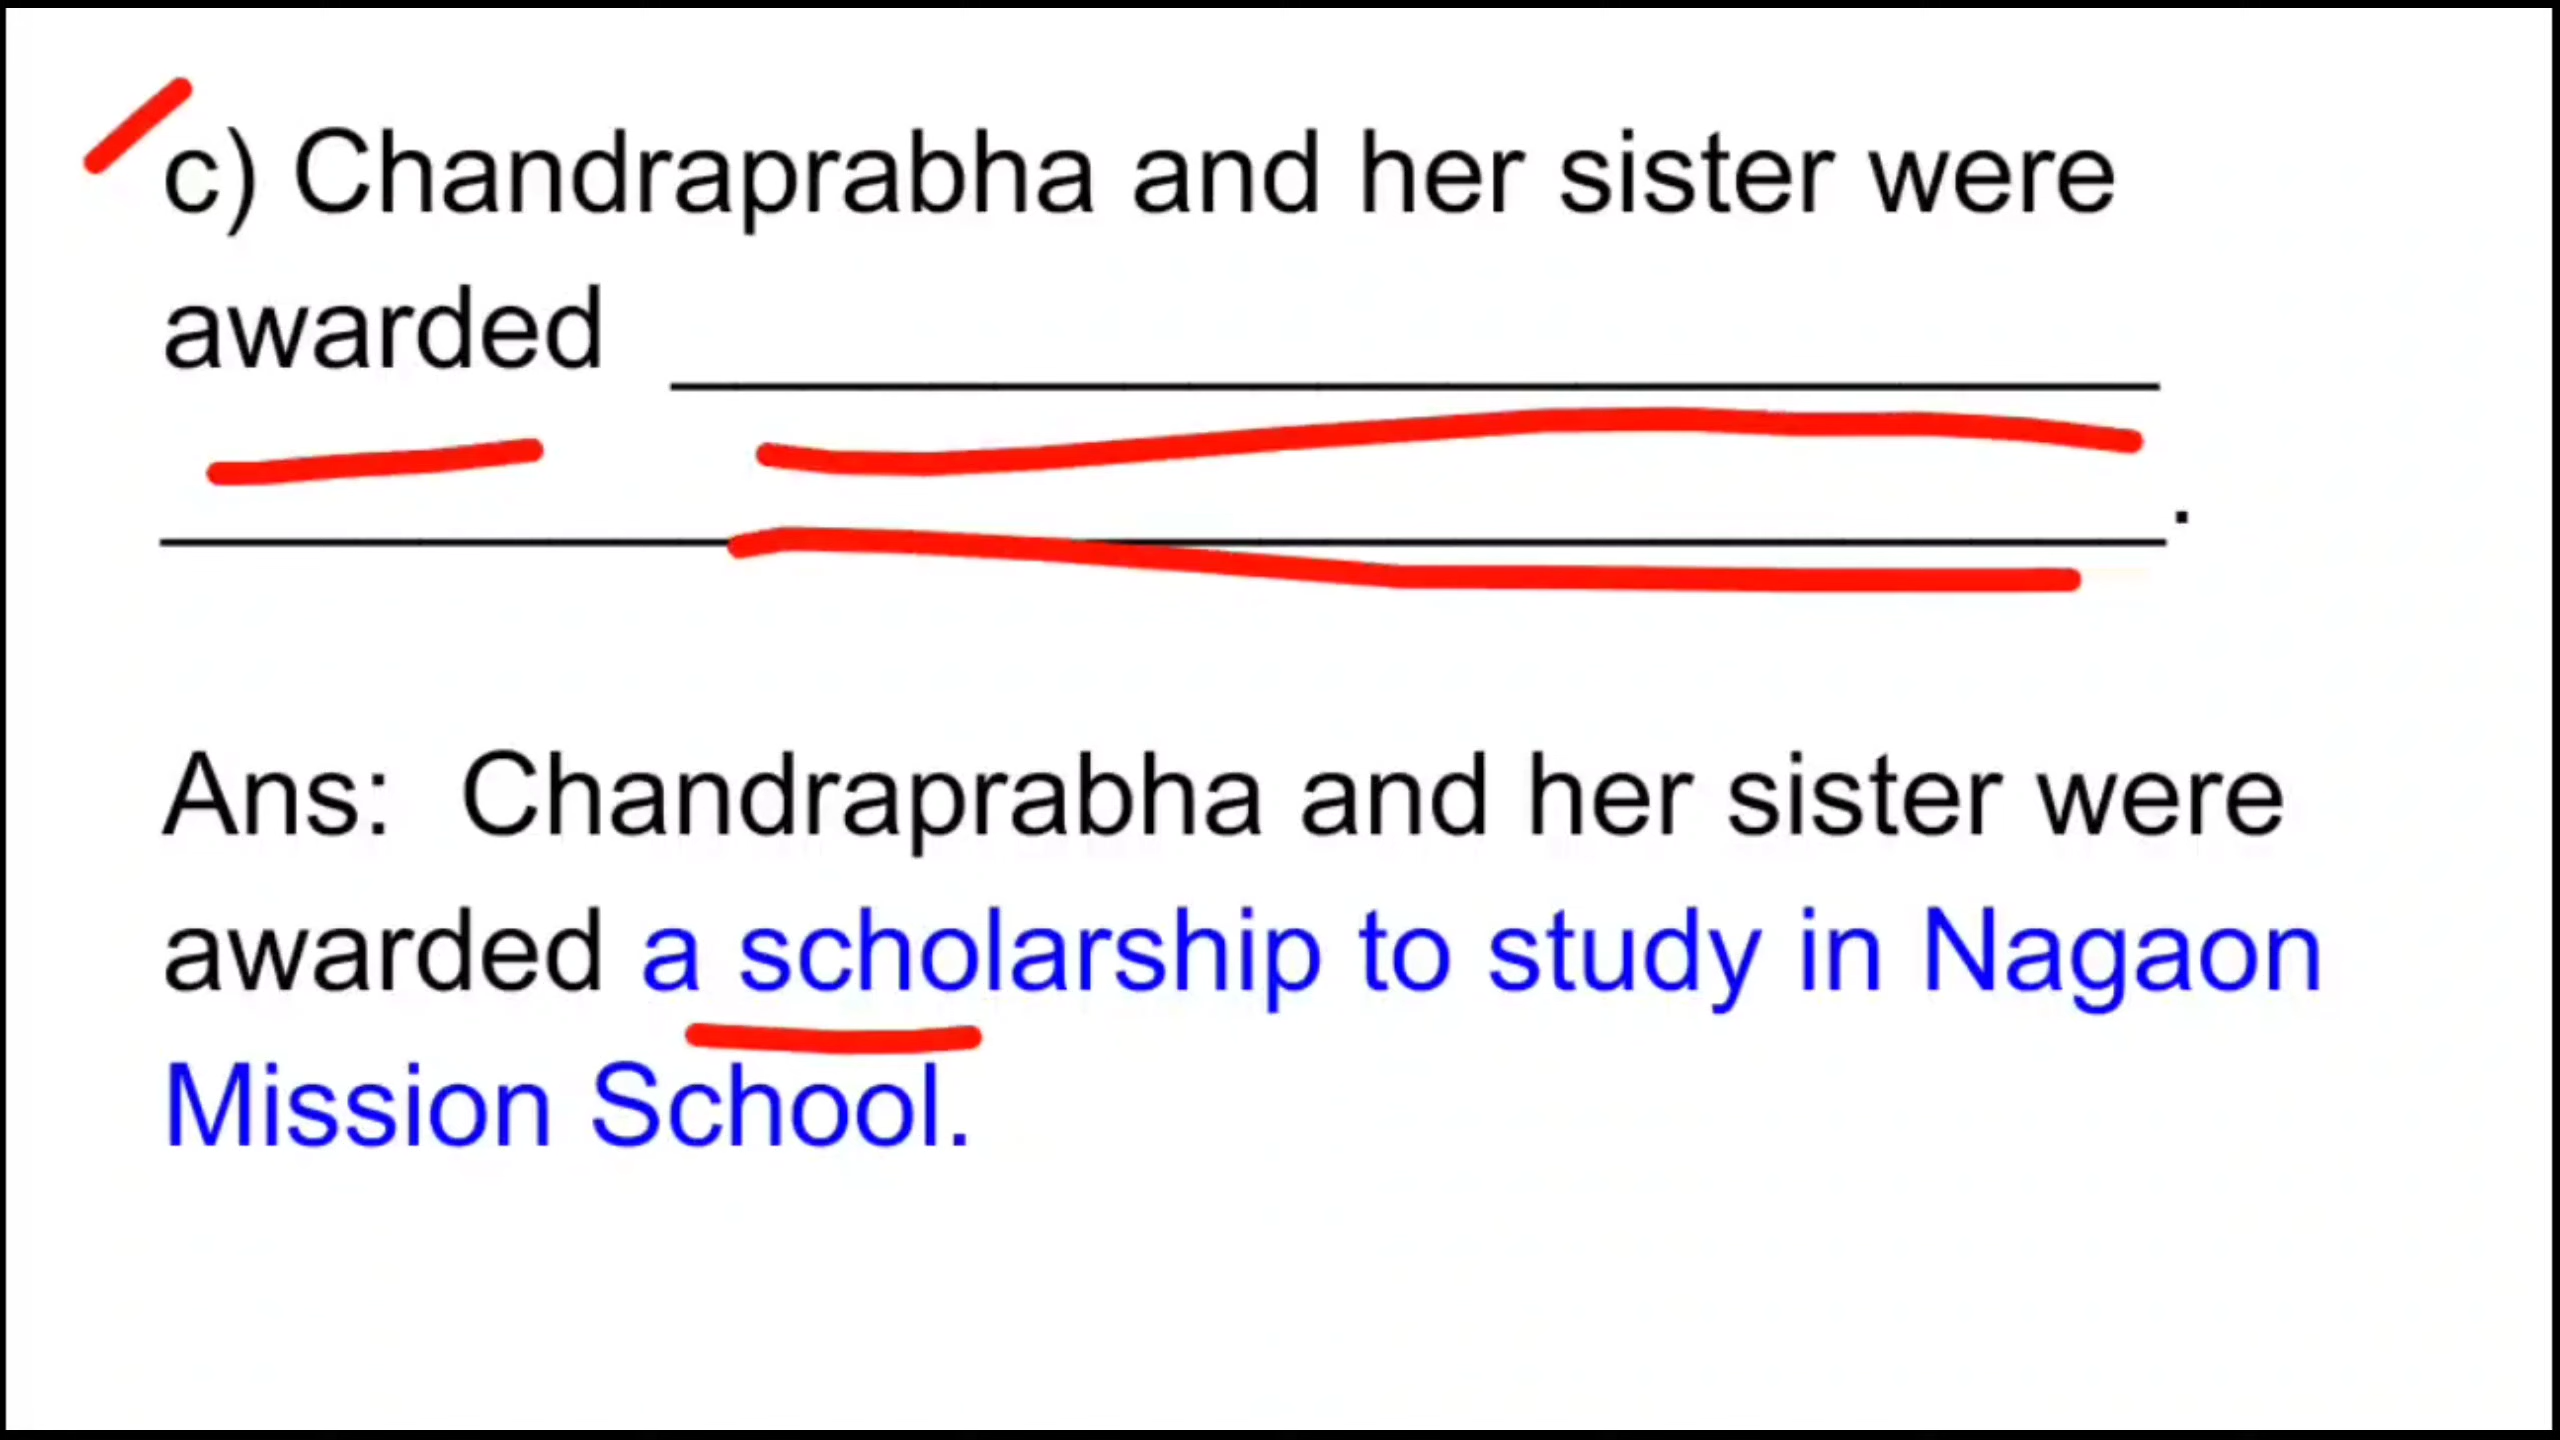 c) Chandraprabha and her sister were
awarded ____________________
____________________.
Ans: Chandraprabha and her sister were
awarded a scholarship to study in Nagaon
Mission School.